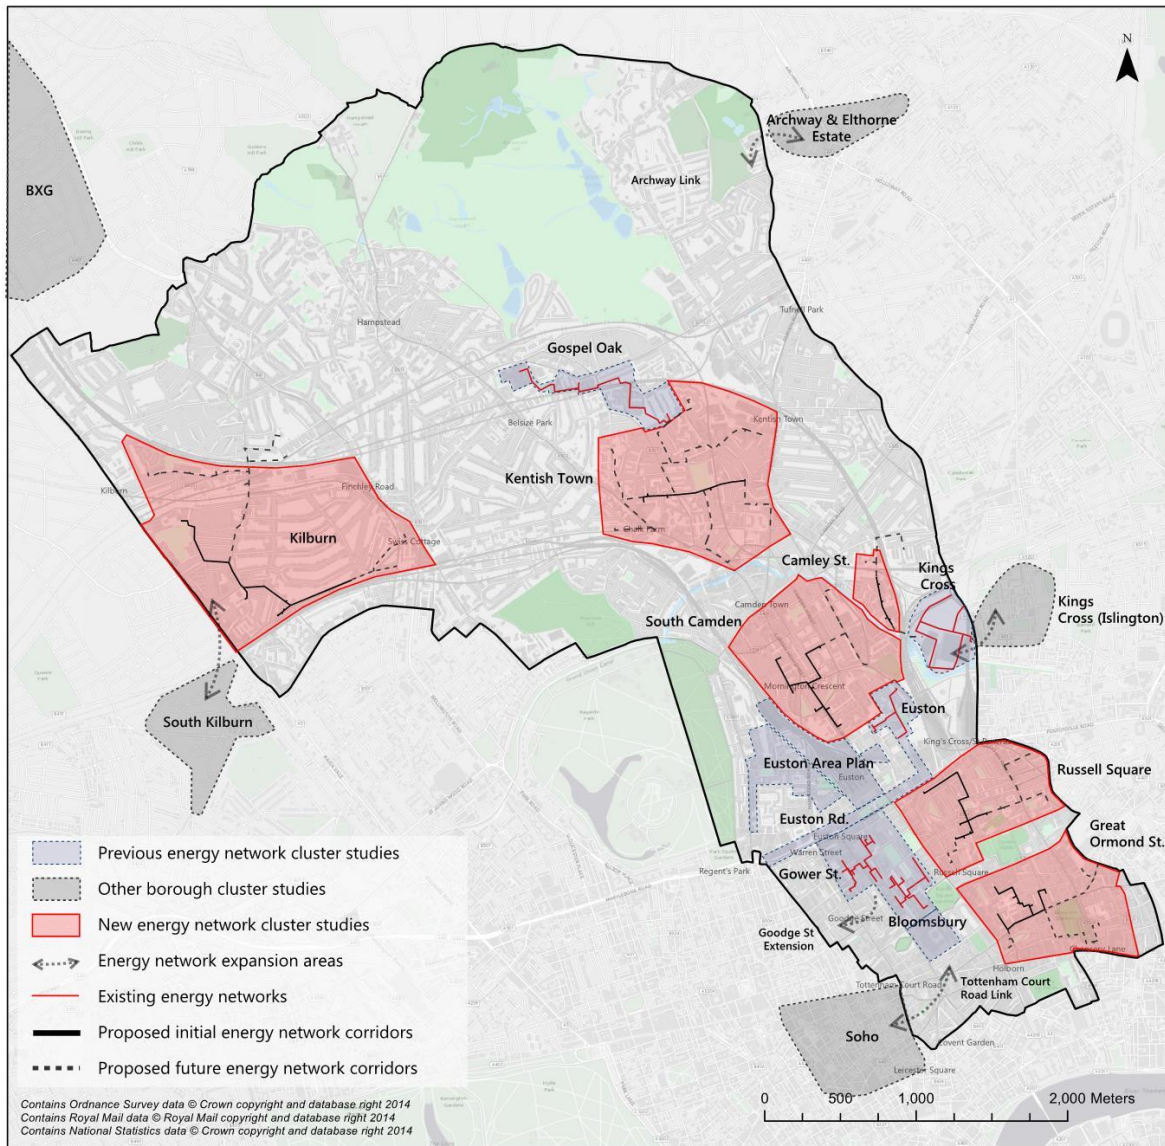 N
Archway & Elthorne
Estate
BXG
Archway Link
Tufnell Park
Hampstead
Gospel Oak
Belsize Park
Kentish Town
Kentish Town
Kilburn
Finchley Road
Kilburn
Swiss Cottage
Chalk Farm
Camley St.
Kings
Cross
Camden Town
South Camden
Kings
Cross (Islington)
Mornington Crescent
South Kilburn
Euston
Euston Area Plan
Euston
Russell Square
Euston Rd.
Euston Square
Great
Ormond St.
Warren Street
Regent's Park
Gower St.
Russell Square
Goodge Street
Bloomsbury
Goodge St
Extension
Chancery Lane
Holborn
Tottenham Court Road
Tottenham Court
Road Link
Soho
Covent Garden
Leicester Square
Previous energy network cluster studies
Other borough cluster studies
New energy network cluster studies
Energy network expansion areas
Existing energy networks
Proposed initial energy network corridors
Proposed future energy network corridors
Contains Ordnance Survey data © Crown copyright and database right 2014
Contains Royal Mail data © Royal Mail copyright and database right 2014
Contains National Statistics data © Crown copyright and database right 2014
0 500 1,000 2,000 Meters